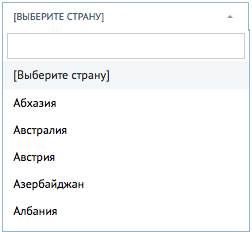 [ВЫБЕРИТЕ СТРАНУ]
[Выберите страну]
Абхазия
Австралия
Австрия
Азербайджан
Албания